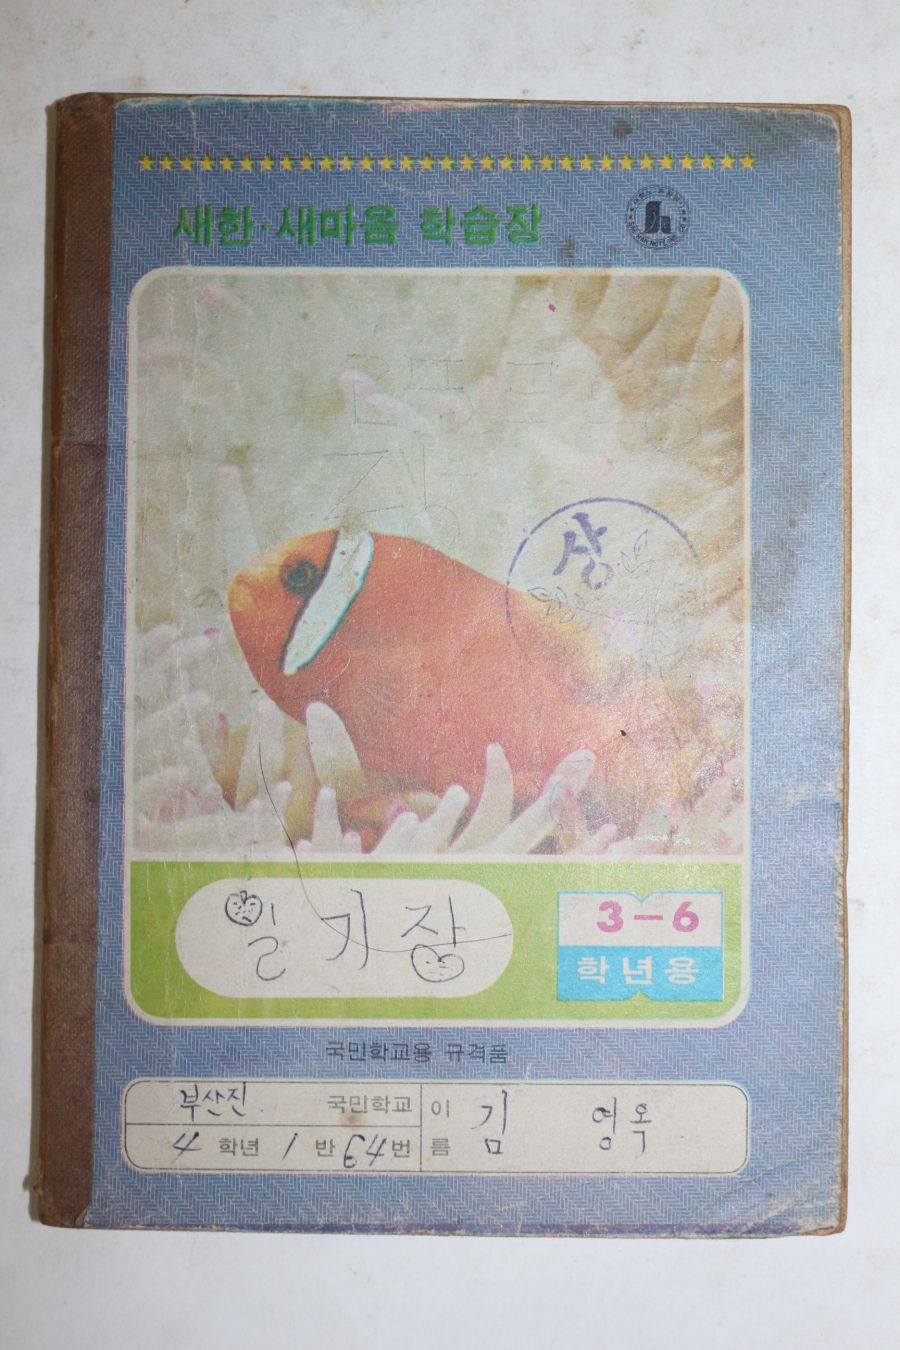 새한·새마음 학습장
상
일기장
3-6
학년용
국민학교용 규격품
부산진 국민학교
4 학년 1 반 64번
이름 김 영옥